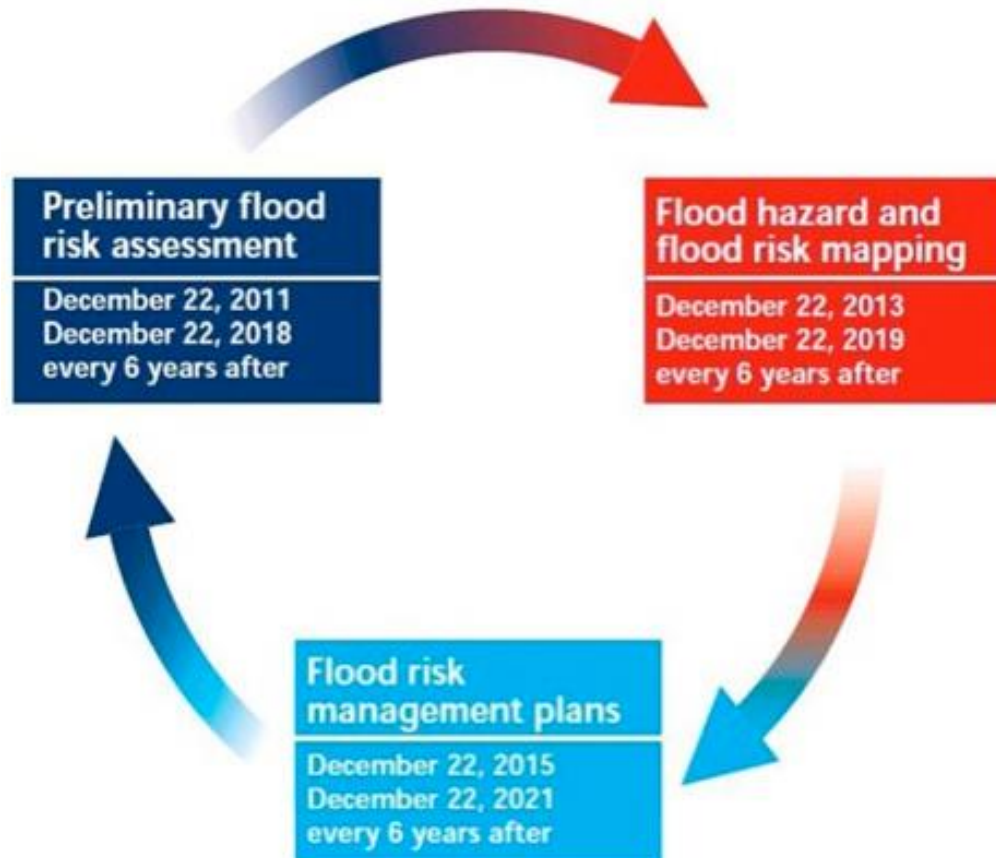 Preliminary flood
risk assessment
December 22, 2011
December 22, 2018
every 6 years after
Flood hazard and
flood risk mapping
December 22, 2013
December 22, 2019
every 6 years after
Flood risk
management plans
December 22, 2015
December 22, 2021
every 6 years after